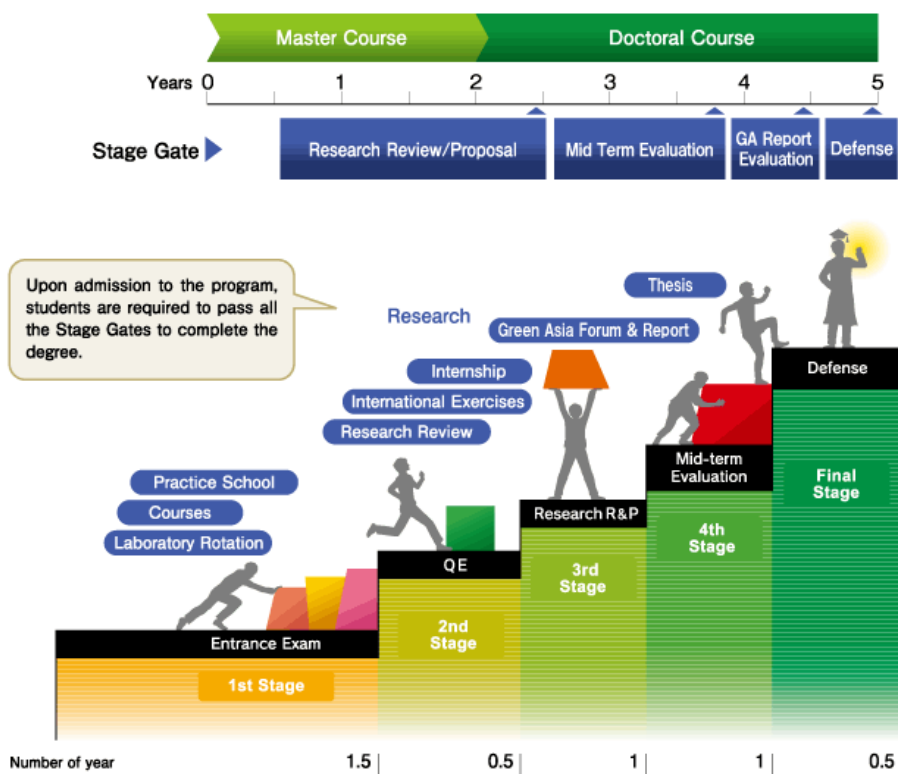 Master Course
Doctoral Course
Years 0 1 2 3 4 5
Stage Gate
Research Review/Proposal
Mid Term Evaluation
GA Report
Evaluation
Defense
Upon admission to the program,
students are required to pass all
the Stage Gates to complete the
degree.
Research
Thesis
Green Asia Forum & Report
Internship
International Exercises
Research Review
Practice School
Courses
Laboratory Rotation
Entrance Exam
1st Stage
QE
2nd
Stage
Research R&P
3rd
Stage
Mid-term
Evaluation
4th
Stage
Defense
Final
Stage
Number of year 1.5 0.5 1 1 0.5